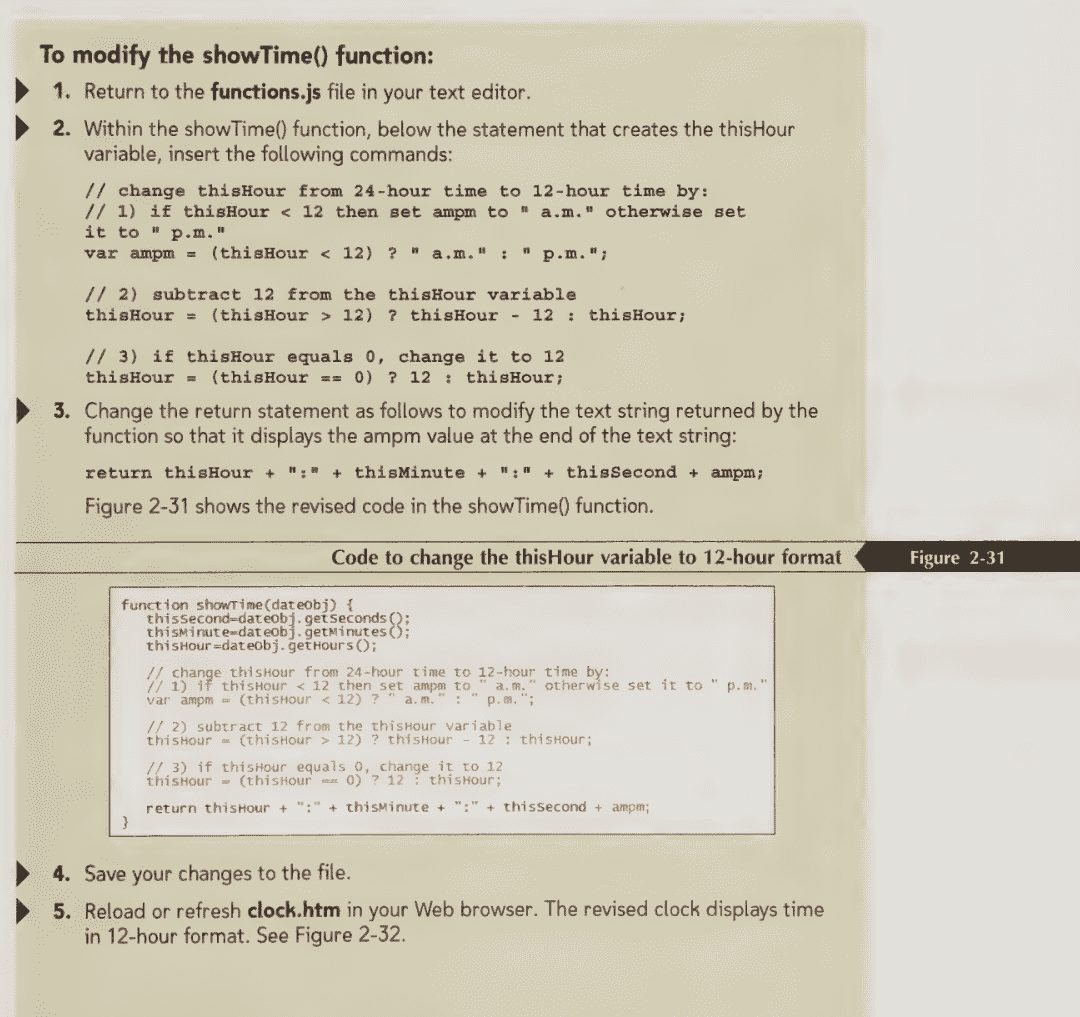 To modify the showTime() function:
1. Return to the functions.js file in your text editor.
2. Within the showTime() function, below the statement that creates the thisHour
variable, insert the following commands:
// change thisHour from 24-hour time to 12-hour time by:
// 1) if thisHour < 12 then set ampm to " a.m." otherwise set
it to " p.m."
var ampm = (thisHour < 12) ? " a.m." : " p.m.";
// 2) subtract 12 from the thisHour variable
thisHour = (thisHour > 12) ? thisHour - 12 : thisHour;
// 3) if thisHour equals 0, change it to 12
thisHour = (thisHour == 0) ? 12 : thisHour;
3. Change the return statement as follows to modify the text string returned by the
function so that it displays the ampm value at the end of the text string:
return thisHour + ":" + thisMinute + ":" + thisSecond + ampm;
Figure 2-31 shows the revised code in the showTime() function.
Code to change the thisHour variable to 12-hour format
Figure 2-31
function showTime(dateObj) {
thisSecond=dateObj.getSeconds();
thisMinute=dateObj.getMinutes();
thisHour=dateObj.getHours();
// change thisHour from 24-hour time to 12-hour time by:
// 1) if thisHour < 12 then set ampm to " a.m." otherwise set it to " p.m."
var ampm = (thisHour < 12) ? " a.m." : " p.m.";
// 2) subtract 12 from the thisHour variable
thisHour = (thisHour > 12) ? thisHour - 12 : thisHour;
// 3) if thisHour equals 0, change it to 12
thisHour = (thisHour == 0) ? 12 : thisHour;
return thisHour + ":" + thisMinute + ":" + thisSecond + ampm;
}
4. Save your changes to the file.
5. Reload or refresh clock.htm in your Web browser. The revised clock displays time
in 12-hour format. See Figure 2-32.